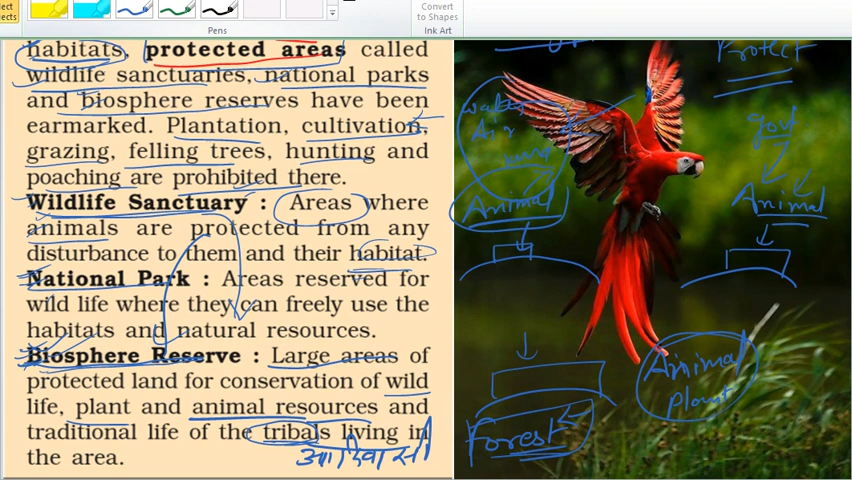 Convert
to Shapes
Pens
Ink Art
habitats, protected areas called
wildlife sanctuaries, national parks
and biosphere reserves have been
earmarked. Plantation, cultivation,
grazing, felling trees, hunting and
poaching are prohibited there.
Wildlife Sanctuary : Areas where
animals are protected from any
disturbance to them and their habitat.
National Park : Areas reserved for
wild life where they can freely use the
habitats and natural resources.
Biosphere Reserve : Large areas of
protected land for conservation of wild
life, plant and animal resources and
traditional life of the tribals living in
the area.
आदिवासी
Protect
water
Air
govt
Animal
Animal
Animal
plant
Forest